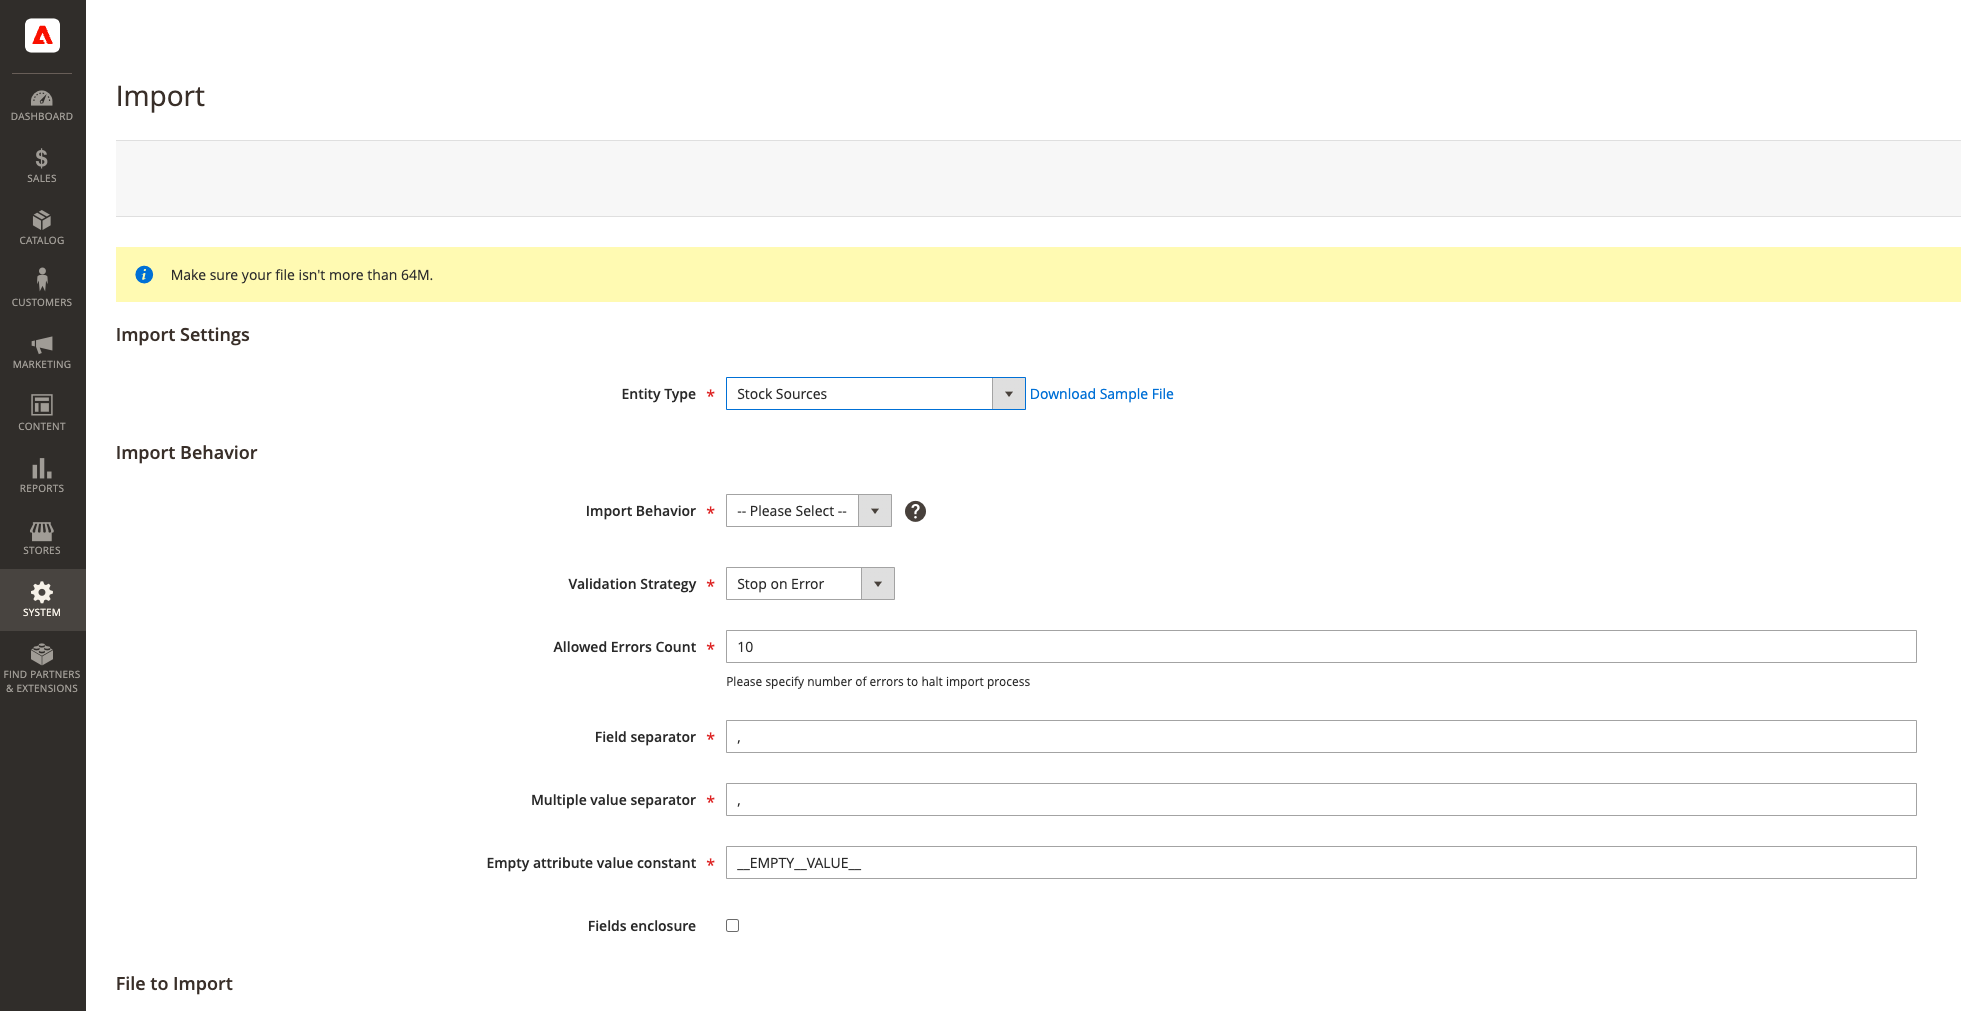 DASHBOARD
SALES
CATALOG
CUSTOMERS
MARKETING
CONTENT
REPORTS
STORES
SYSTEM
FIND PARTNERS
& EXTENSIONS
Import
Make sure your file isn't more than 64M.
Import Settings
Entity Type * Stock Sources Download Sample File
Import Behavior
Import Behavior * -- Please Select -- ?
Validation Strategy * Stop on Error
Allowed Errors Count * 10
Please specify number of errors to halt import process
Field separator * ,
Multiple value separator * ,
Empty attribute value constant * __EMPTY__VALUE__
Fields enclosure
File to Import